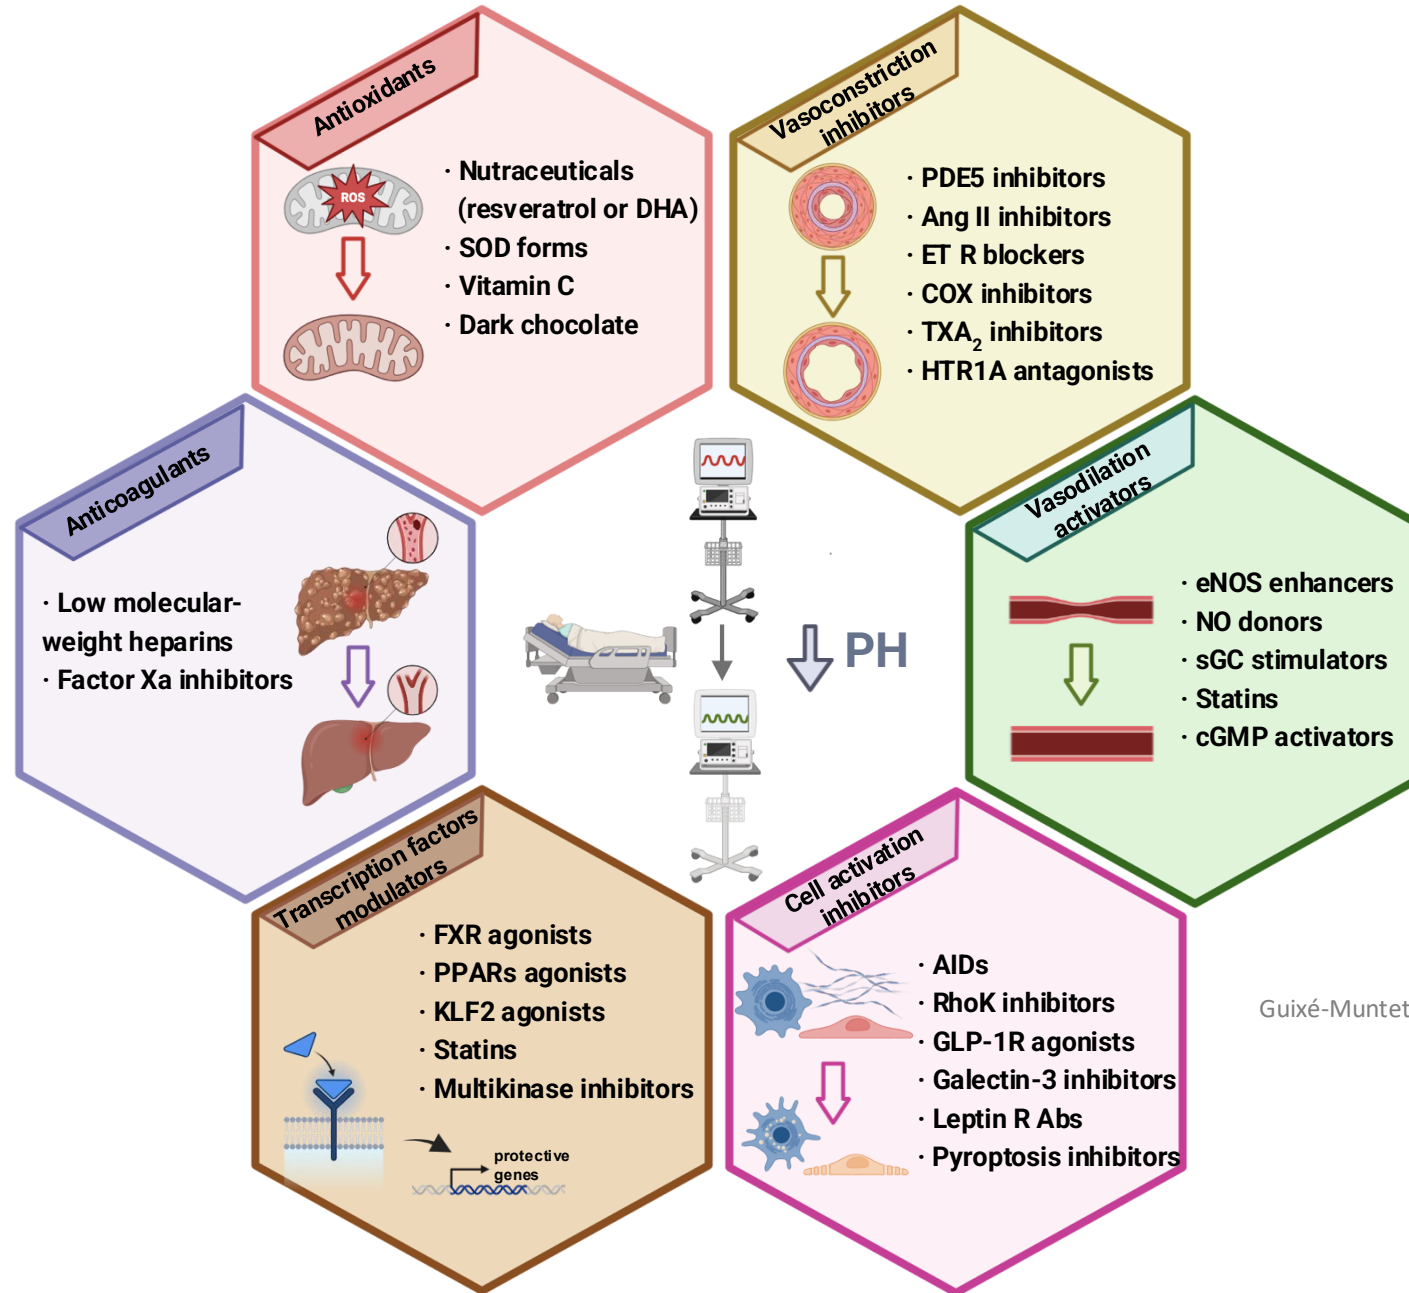 Antioxidants
ROS
· Nutraceuticals
(resveratrol or DHA)
· SOD forms
· Vitamin C
· Dark chocolate
Vasoconstriction
inhibitors
· PDE5 inhibitors
· Ang II inhibitors
· ET R blockers
· COX inhibitors
· TXA₂ inhibitors
· HTR1A antagonists
Anticoagulants
· Low molecular-
weight heparins
· Factor Xa inhibitors
PH
Vasodilation
activators
· eNOS enhancers
· NO donors
· sGC stimulators
· Statins
· cGMP activators
Transcription factors
modulators
· FXR agonists
· PPARs agonists
· KLF2 agonists
· Statins
· Multikinase inhibitors
protective
genes
Cell activation
inhibitors
· AIDs
· RhoK inhibitors
· GLP-1R agonists
· Galectin-3 inhibitors
· Leptin R Abs
· Pyroptosis inhibitors
Guixé-Muntet